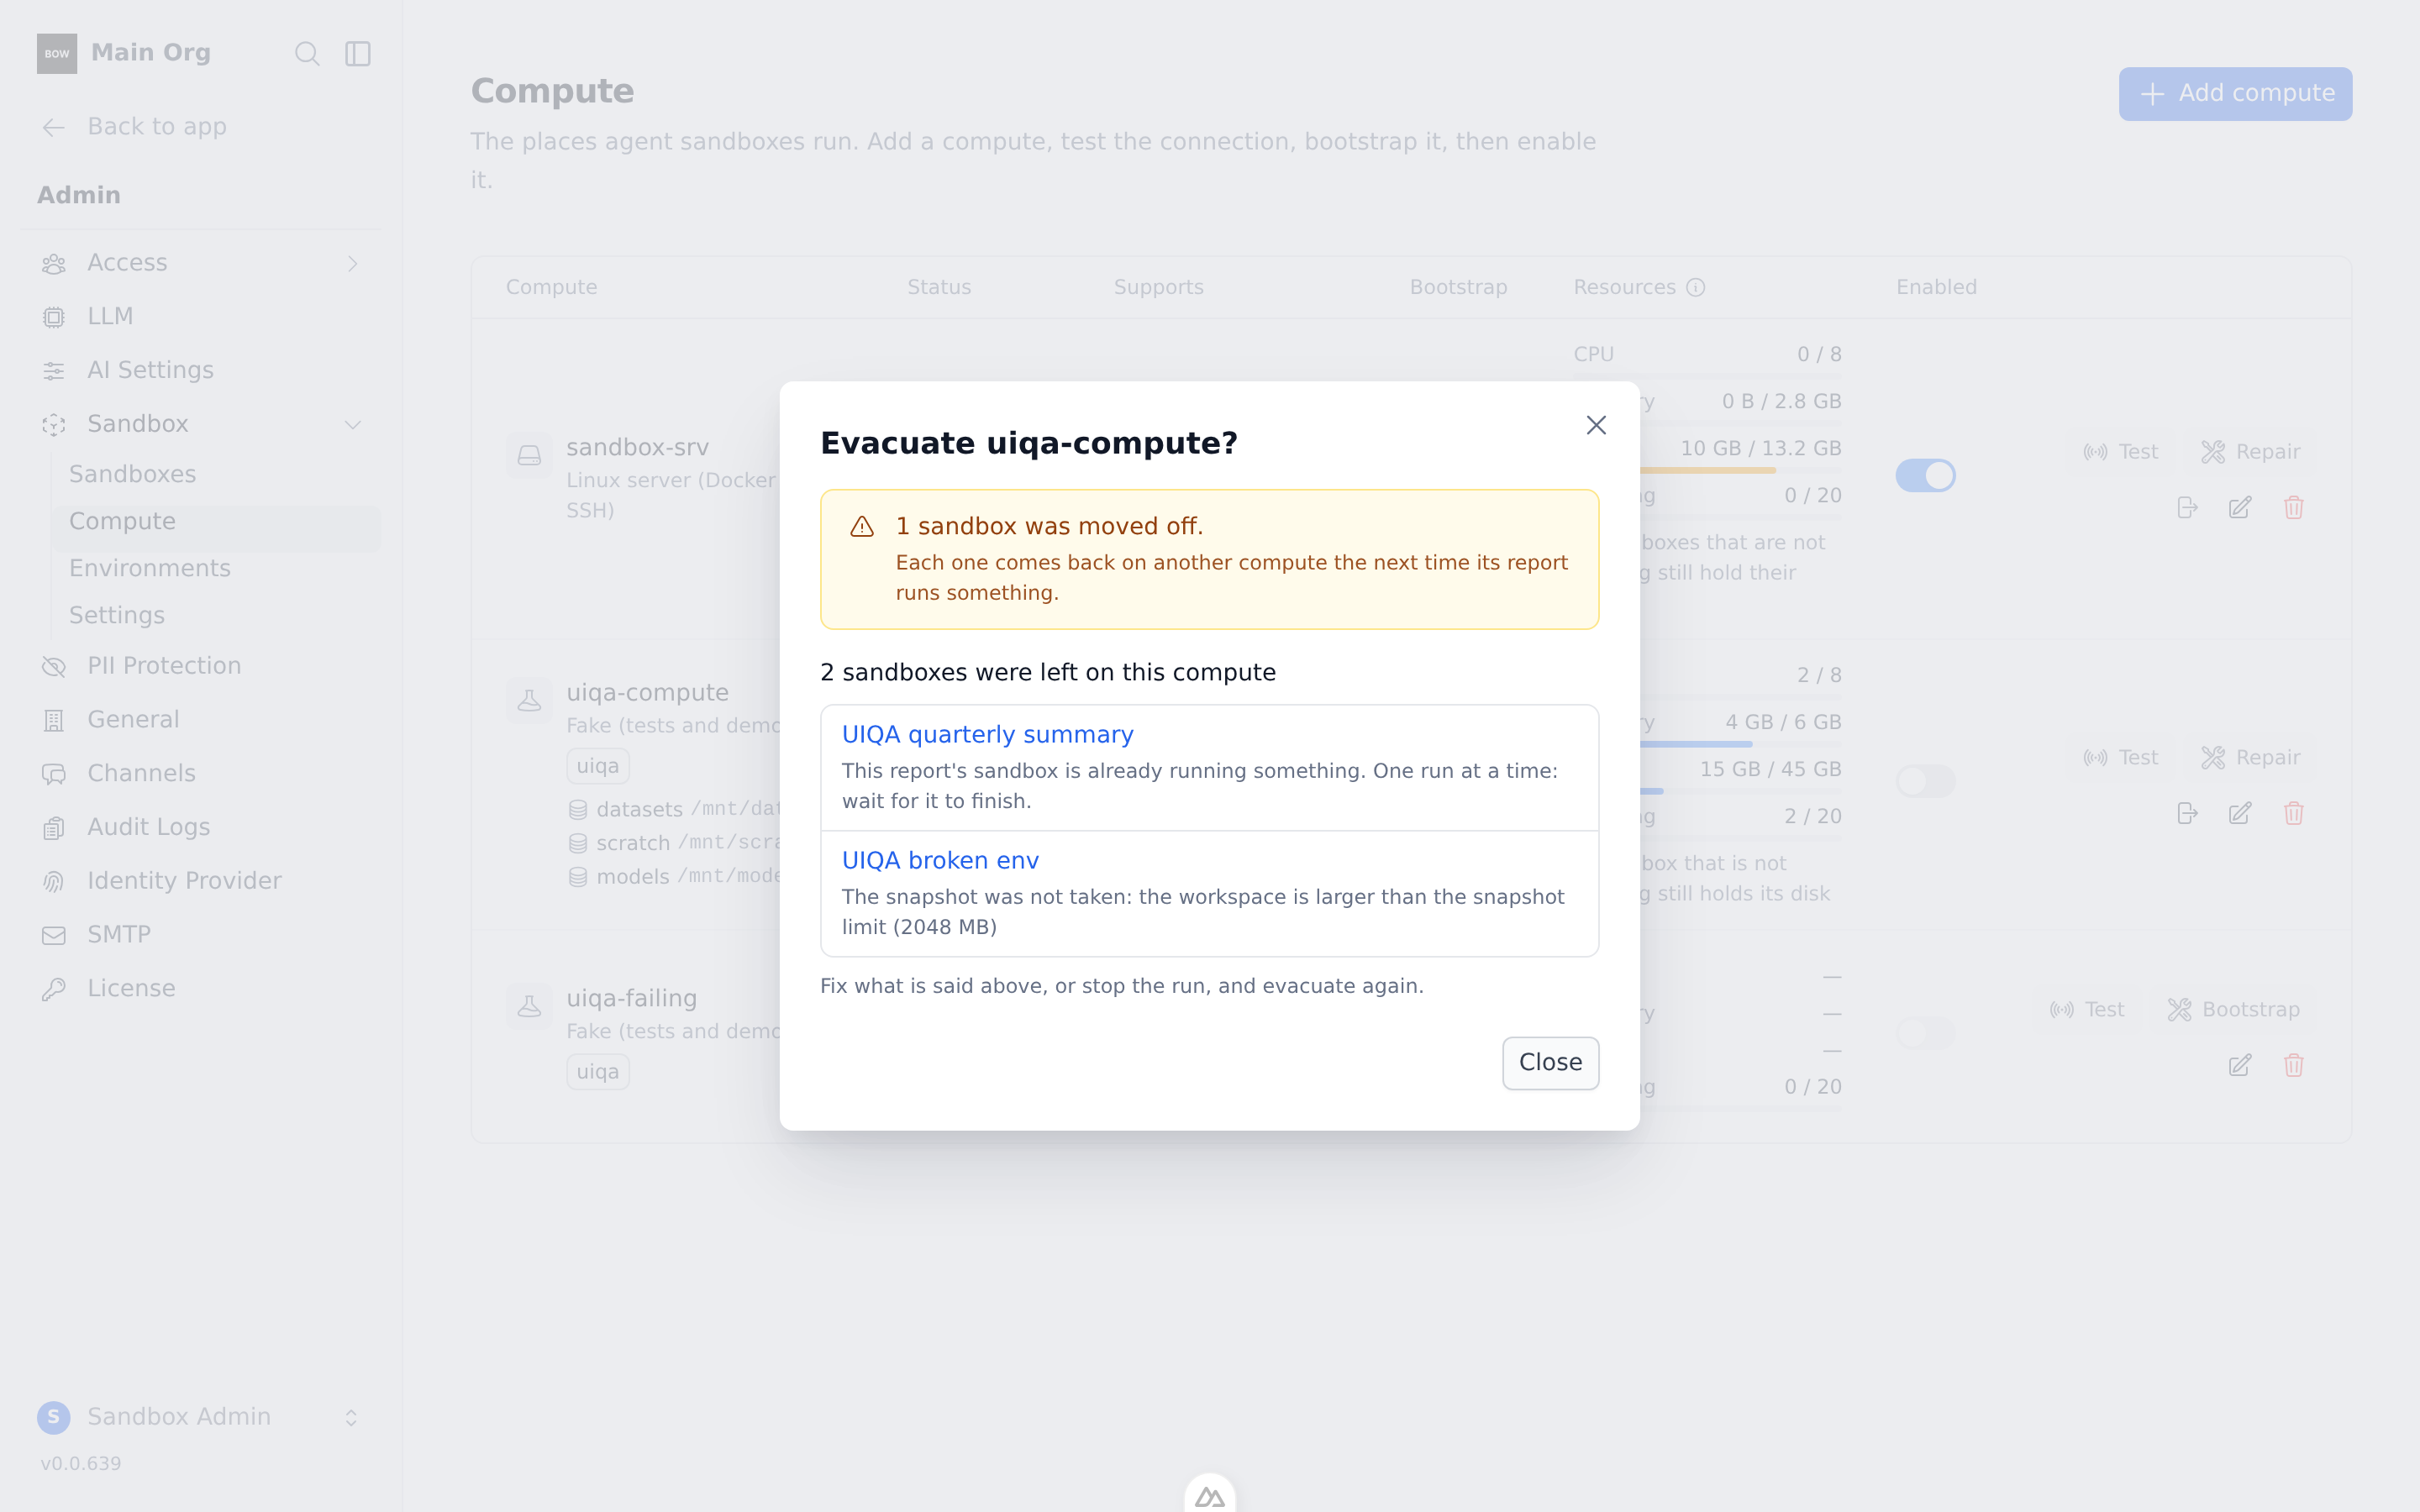 BOW Main Org
Back to app
Admin
Access
LLM
AI Settings
Sandbox
Sandboxes
Compute
Environments
Settings
PII Protection
General
Channels
Audit Logs
Identity Provider
SMTP
License
S Sandbox Admin
v0.0.639
Compute
The places agent sandboxes run. Add a compute, test the connection, bootstrap it, then enable
it.
Add compute
Compute Status Supports Bootstrap Resources Enabled
sandbox-srv
Linux server (Docker
SSH)
CPU 0 / 8
0 B / 2.8 GB
10 GB / 13.2 GB
0 / 20
boxes that are not
still hold their
Test Repair
uiqa-compute
Fake (tests and demo
uiqa
datasets /mnt/dat
scratch /mnt/scra
models /mnt/mode
2 / 8
4 GB / 6 GB
15 GB / 45 GB
2 / 20
box that is not
still holds its disk
Test Repair
uiqa-failing
Fake (tests and demo
uiqa
—
—
—
0 / 20
Test Bootstrap
Evacuate uiqa-compute?
1 sandbox was moved off.
Each one comes back on another compute the next time its report
runs something.
2 sandboxes were left on this compute
UIQA quarterly summary
This report's sandbox is already running something. One run at a time:
wait for it to finish.
UIQA broken env
The snapshot was not taken: the workspace is larger than the snapshot
limit (2048 MB)
Fix what is said above, or stop the run, and evacuate again.
Close